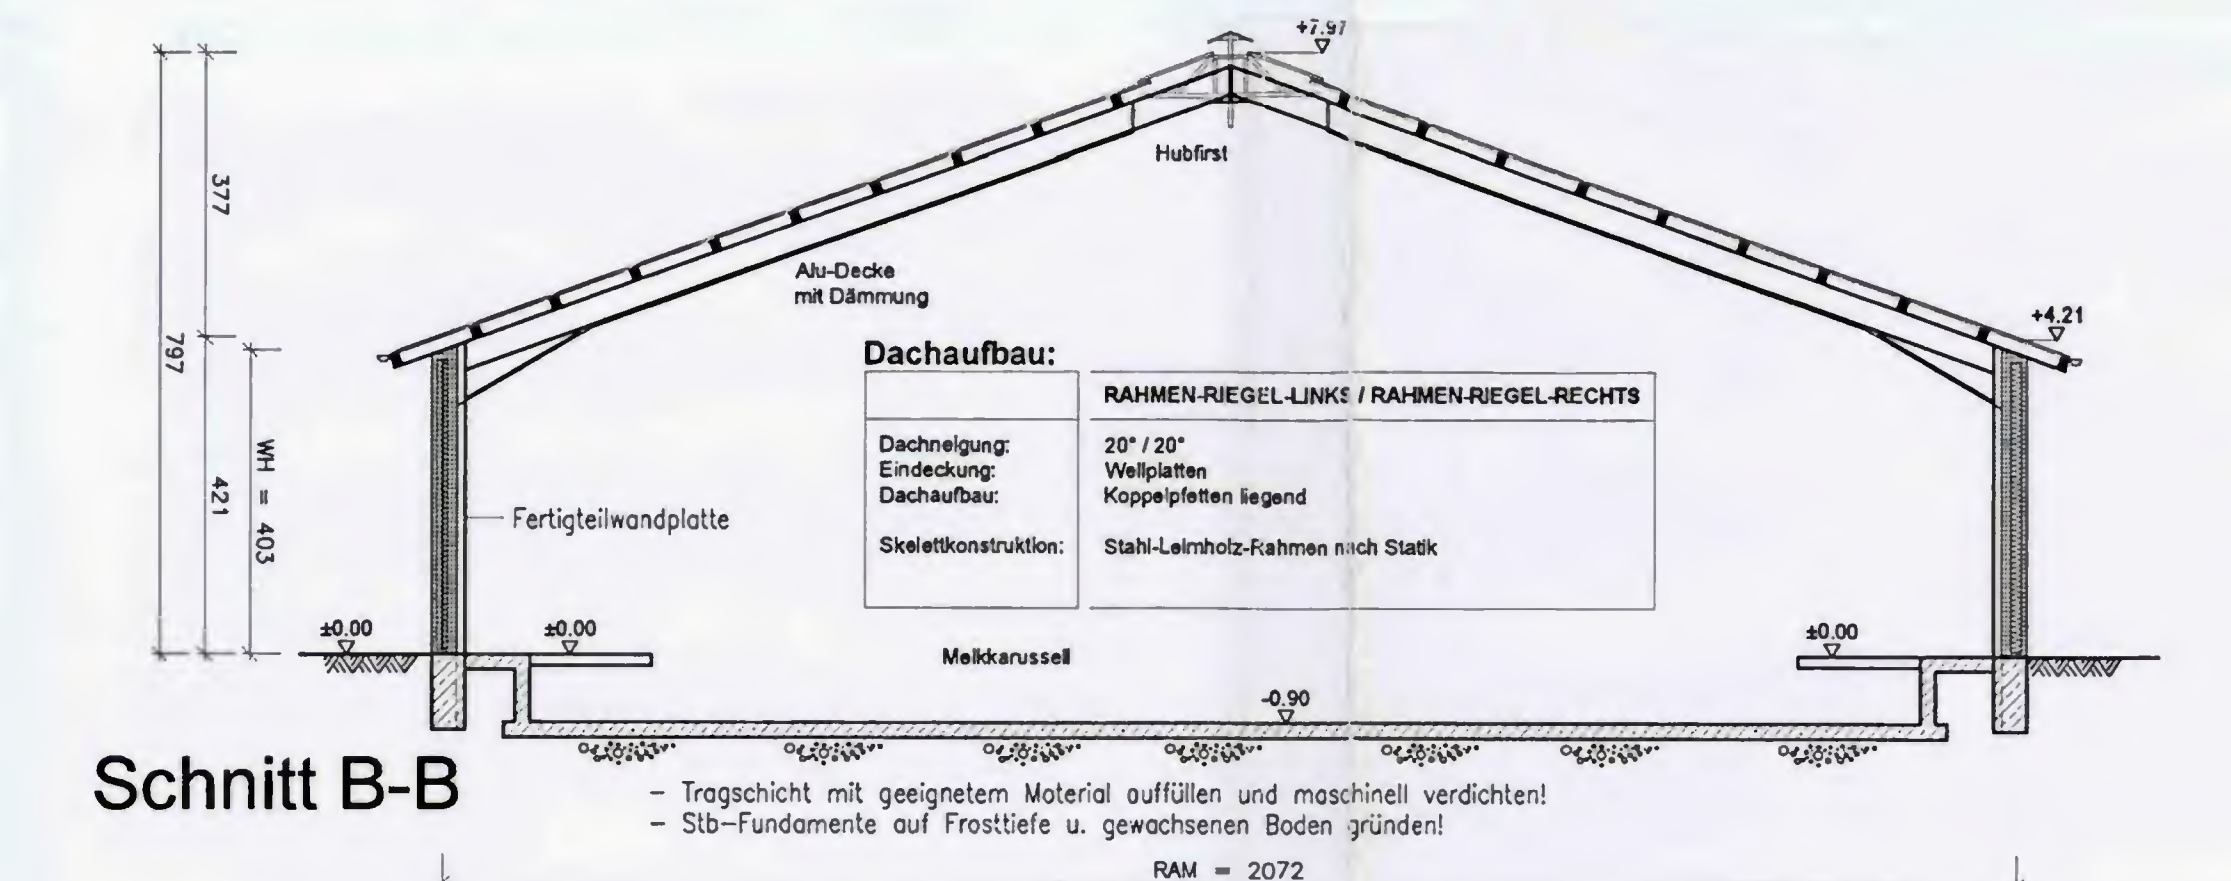 +7.97
377
797
421
WH = 403
Hubfirst
Alu-Decke
mit Dämmung
+4.21
Dachaufbau:
RAHMEN-RIEGEL-LINKS / RAHMEN-RIEGEL-RECHTS
Dachneigung: 20° / 20°
Eindeckung: Wellplatten
Dachaufbau: Koppelpfetten liegend
Skelettkonstruktion: Stahl-Leimholz-Rahmen nach Statik
Fertigteilwandplatte
±0.00
±0.00
±0.00
Melkkarussell
-0.90
Schnitt B-B
- Tragschicht mit geeignetem Material auffüllen und maschinell verdichten!
- Stb-Fundamente auf Frosttiefe u. gewachsenen Boden gründen!
RAM = 2072